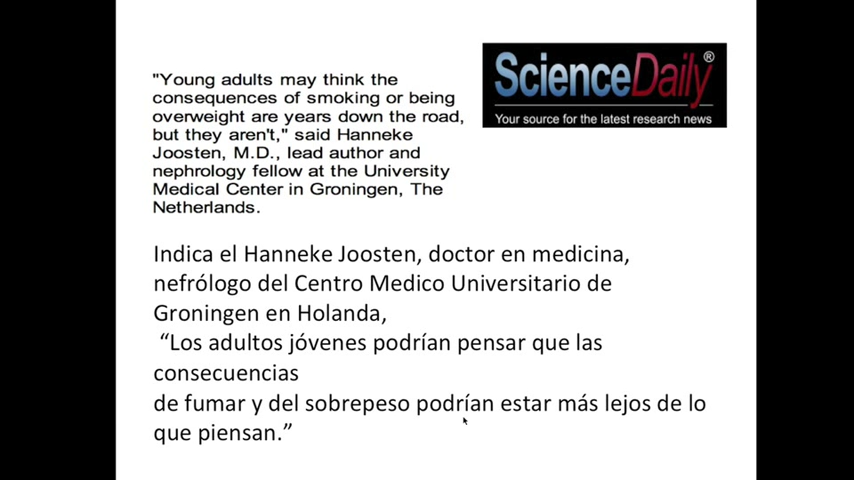 "Young adults may think the
consequences of smoking or being
overweight are years down the road,
but they aren't," said Hanneke
Joosten, M.D., lead author and
nephrology fellow at the University
Medical Center in Groningen, The
Netherlands.
ScienceDaily®
Your source for the latest research news
Indica el Hanneke Joosten, doctor en medicina,
nefrólogo del Centro Medico Universitario de
Groningen en Holanda,
“Los adultos jóvenes podrían pensar que las
consecuencias
de fumar y del sobrepeso podrían estar más lejos de lo
que piensan.”